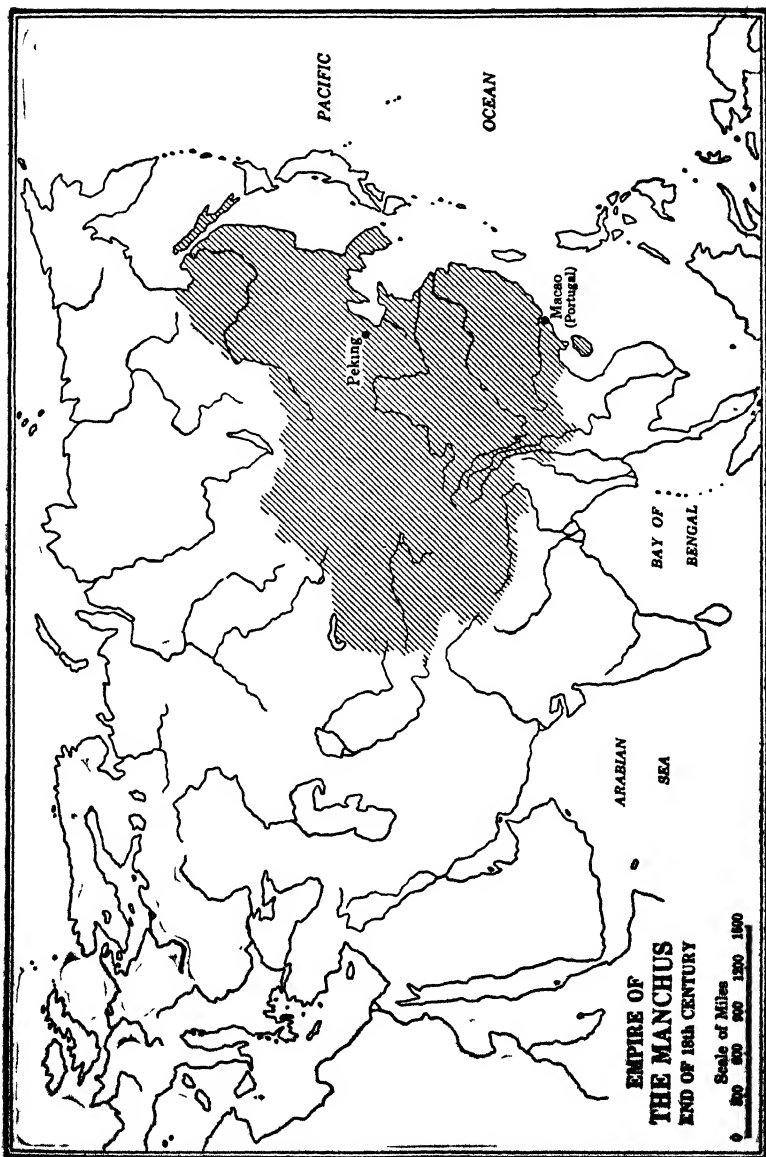 PACIFIC
OCEAN
Peking
Macao
(Portugal)
BAY OF
BENGAL
ARABIAN
SEA
EMPIRE OF
THE MANCHUS
END OF 18th CENTURY
Scale of Miles
0 300 600 900 1200 1500